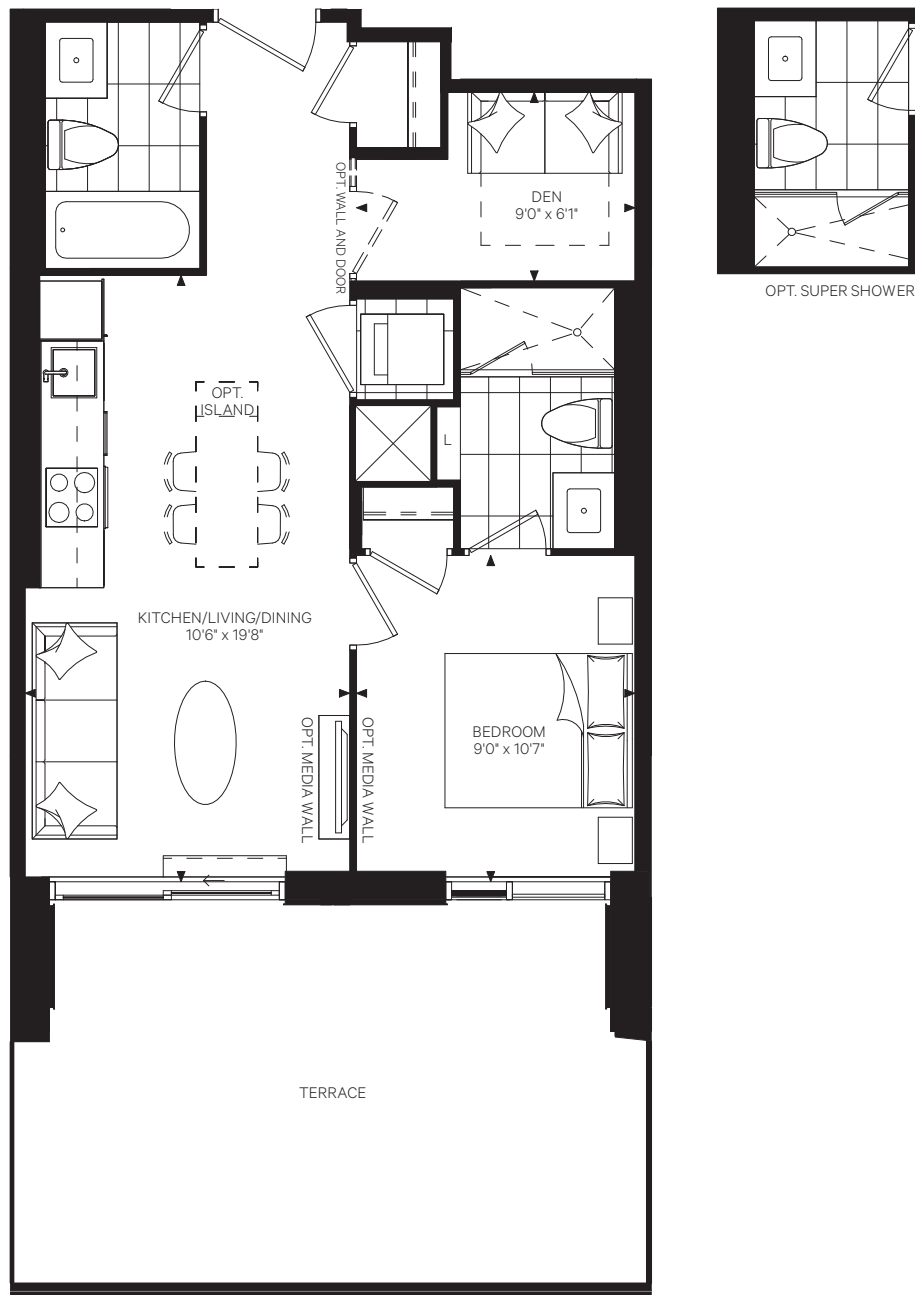 DEN
9'0" x 6'1"
OPT. WALL AND DOOR
OPT. SUPER SHOWER
OPT.
ISLAND
L
KITCHEN/LIVING/DINING
10'6" x 19'8"
OPT. MEDIA WALL
OPT. MEDIA WALL
BEDROOM
9'0" x 10'7"
TERRACE